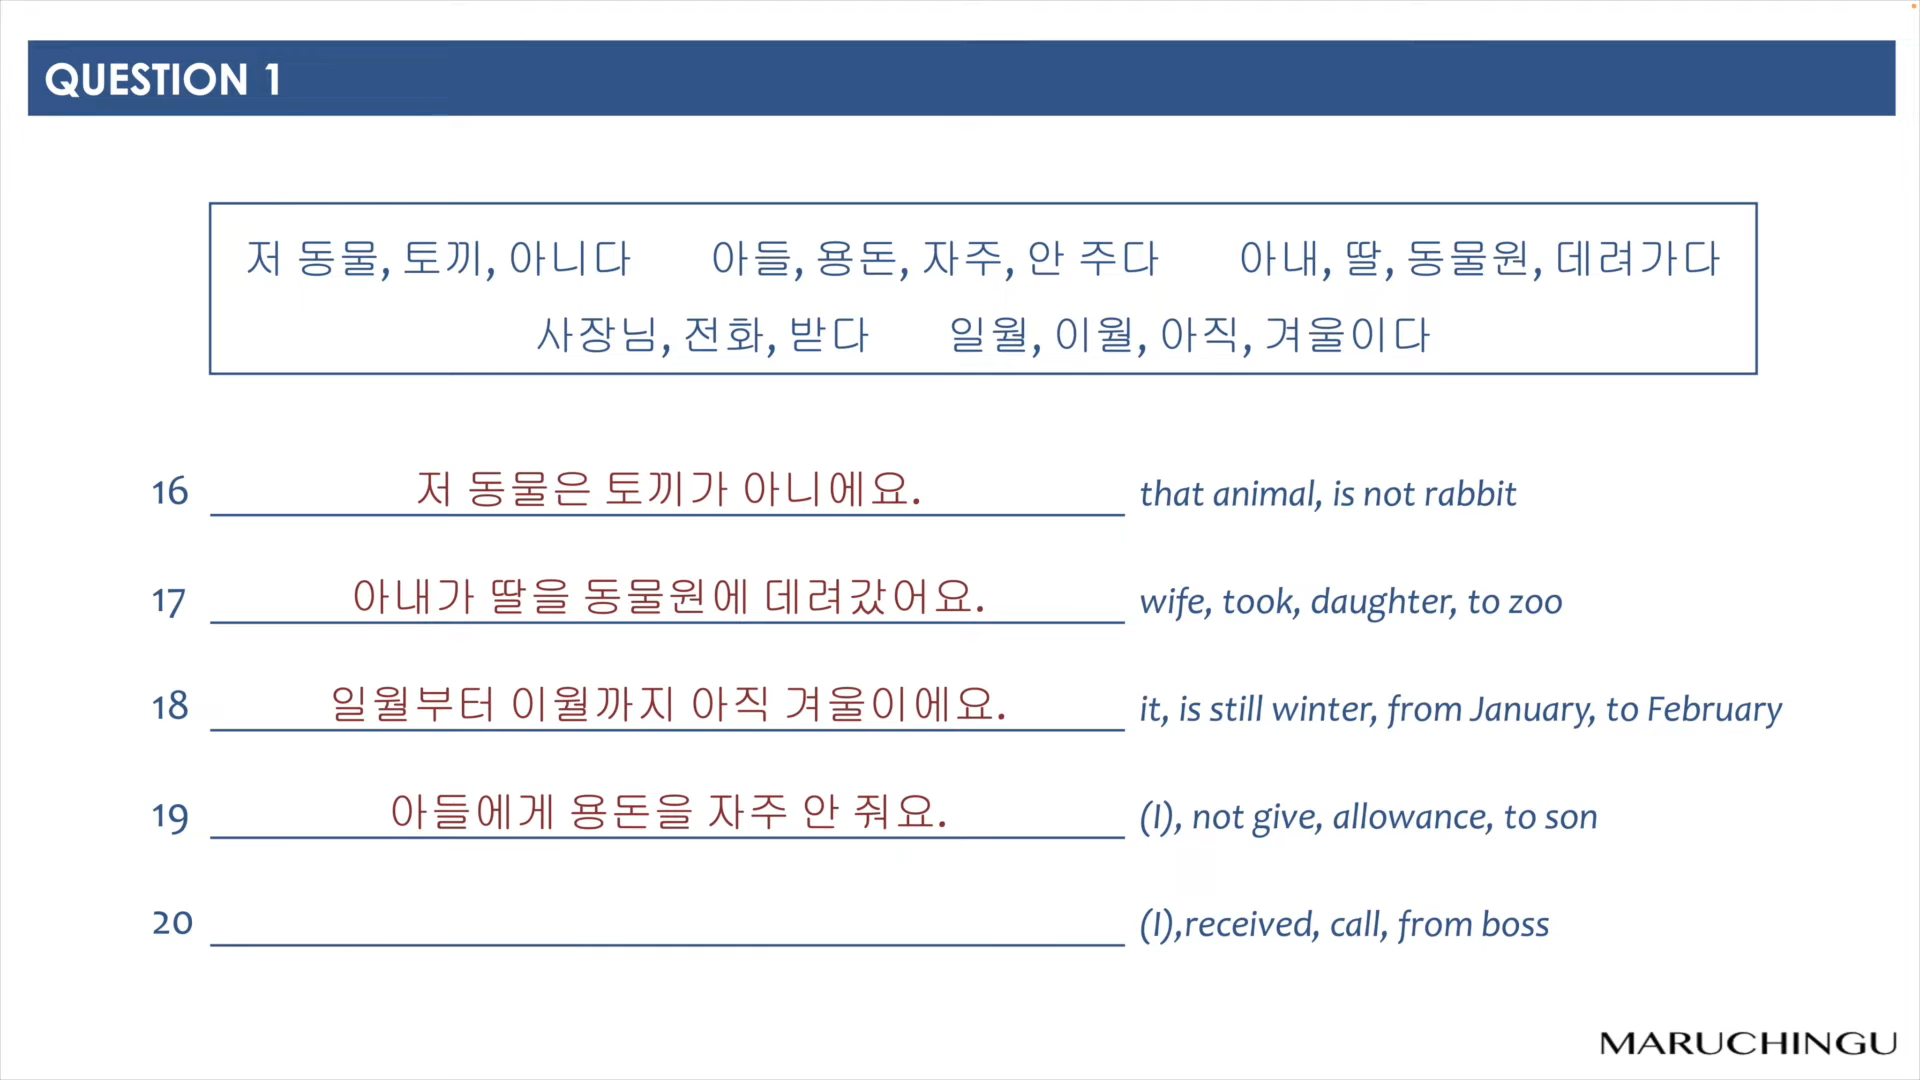 QUESTION 1
저 동물, 토끼, 아니다 아들, 용돈, 자주, 안 주다 아내, 딸, 동물원, 데려가다
사장님, 전화, 받다 일월, 이월, 아직, 겨울이다
16 저 동물은 토끼가 아니에요. that animal, is not rabbit
17 아내가 딸을 동물원에 데려갔어요. wife, took, daughter, to zoo
18 일월부터 이월까지 아직 겨울이에요. it, is still winter, from January, to February
19 아들에게 용돈을 자주 안 줘요. (I), not give, allowance, to son
20 (I),received, call, from boss
MARUCHINGU